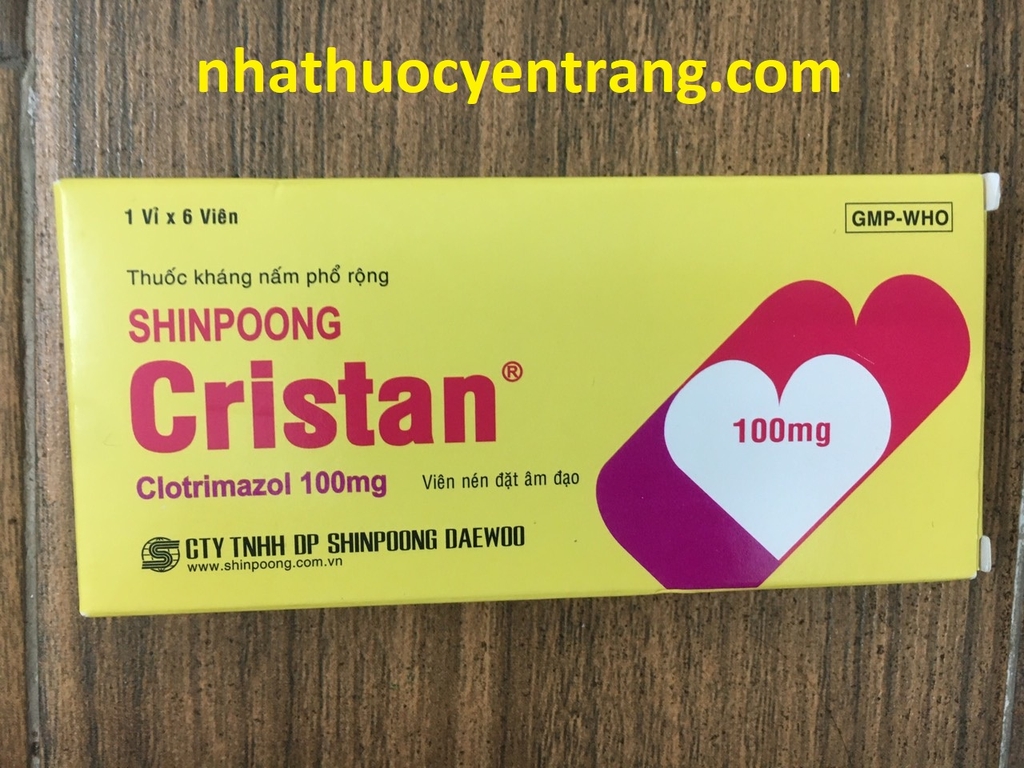 nhathuocyentrang.com
1 Vỉ x 6 Viên
GMP-WHO
Thuốc kháng nấm phổ rộng
SHINPOONG
Cristan®
100mg
Clotrimazol 100mg Viên nén đặt âm đạo
CTY TNHH DP SHINPOONG DAEWOO
www.shinpoong.com.vn